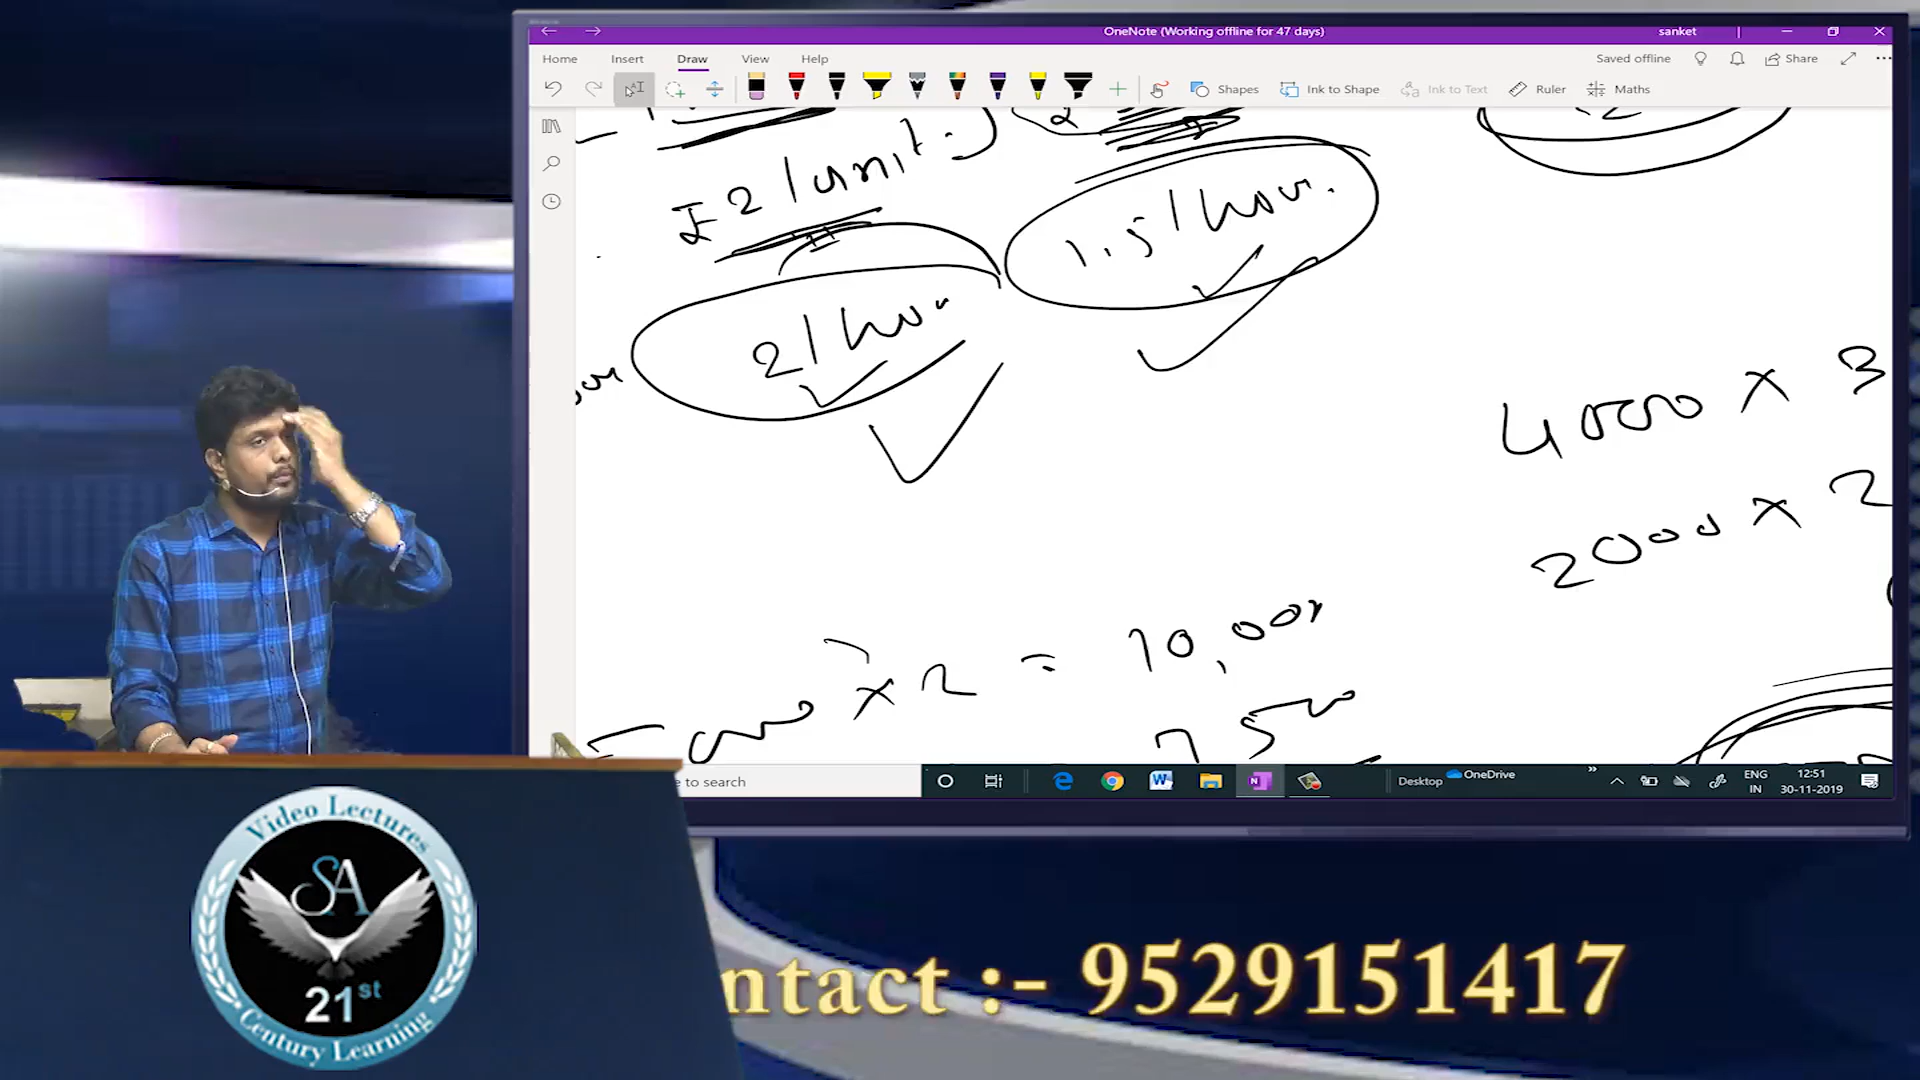 OneNote (Working offline for 47 days)
sanket
Home Insert Draw View Help
Saved offline
Share
Shapes
Ink to Shape
Ink to Text
Ruler
Maths
2
£2/unit.
1.5/hour.
2/hour
4000 x 3
2000 x 2
x 2 = 10,000
7500
e to search
Desktop
OneDrive
ENG
IN
12:51
30-11-2019
Video Lectures
SA
21st
Century Learning
ntact :- 9529151417